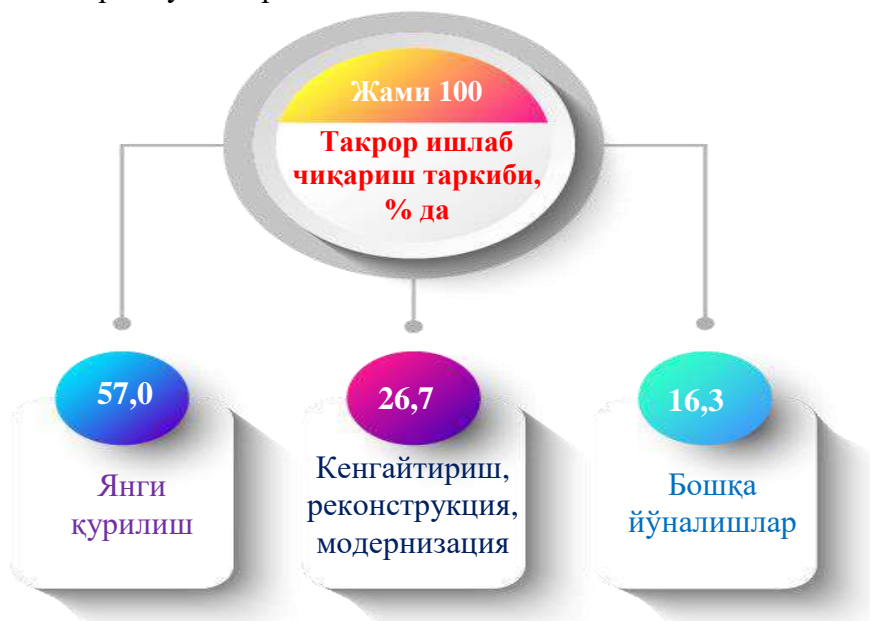 Жами 100
Такрор ишлаб
чиқариш таркиби,
% да
57,0
Янги
қурилиш
26,7
Кенгайтириш,
реконструкция,
модернизация
16,3
Бошқа
йўналишлар